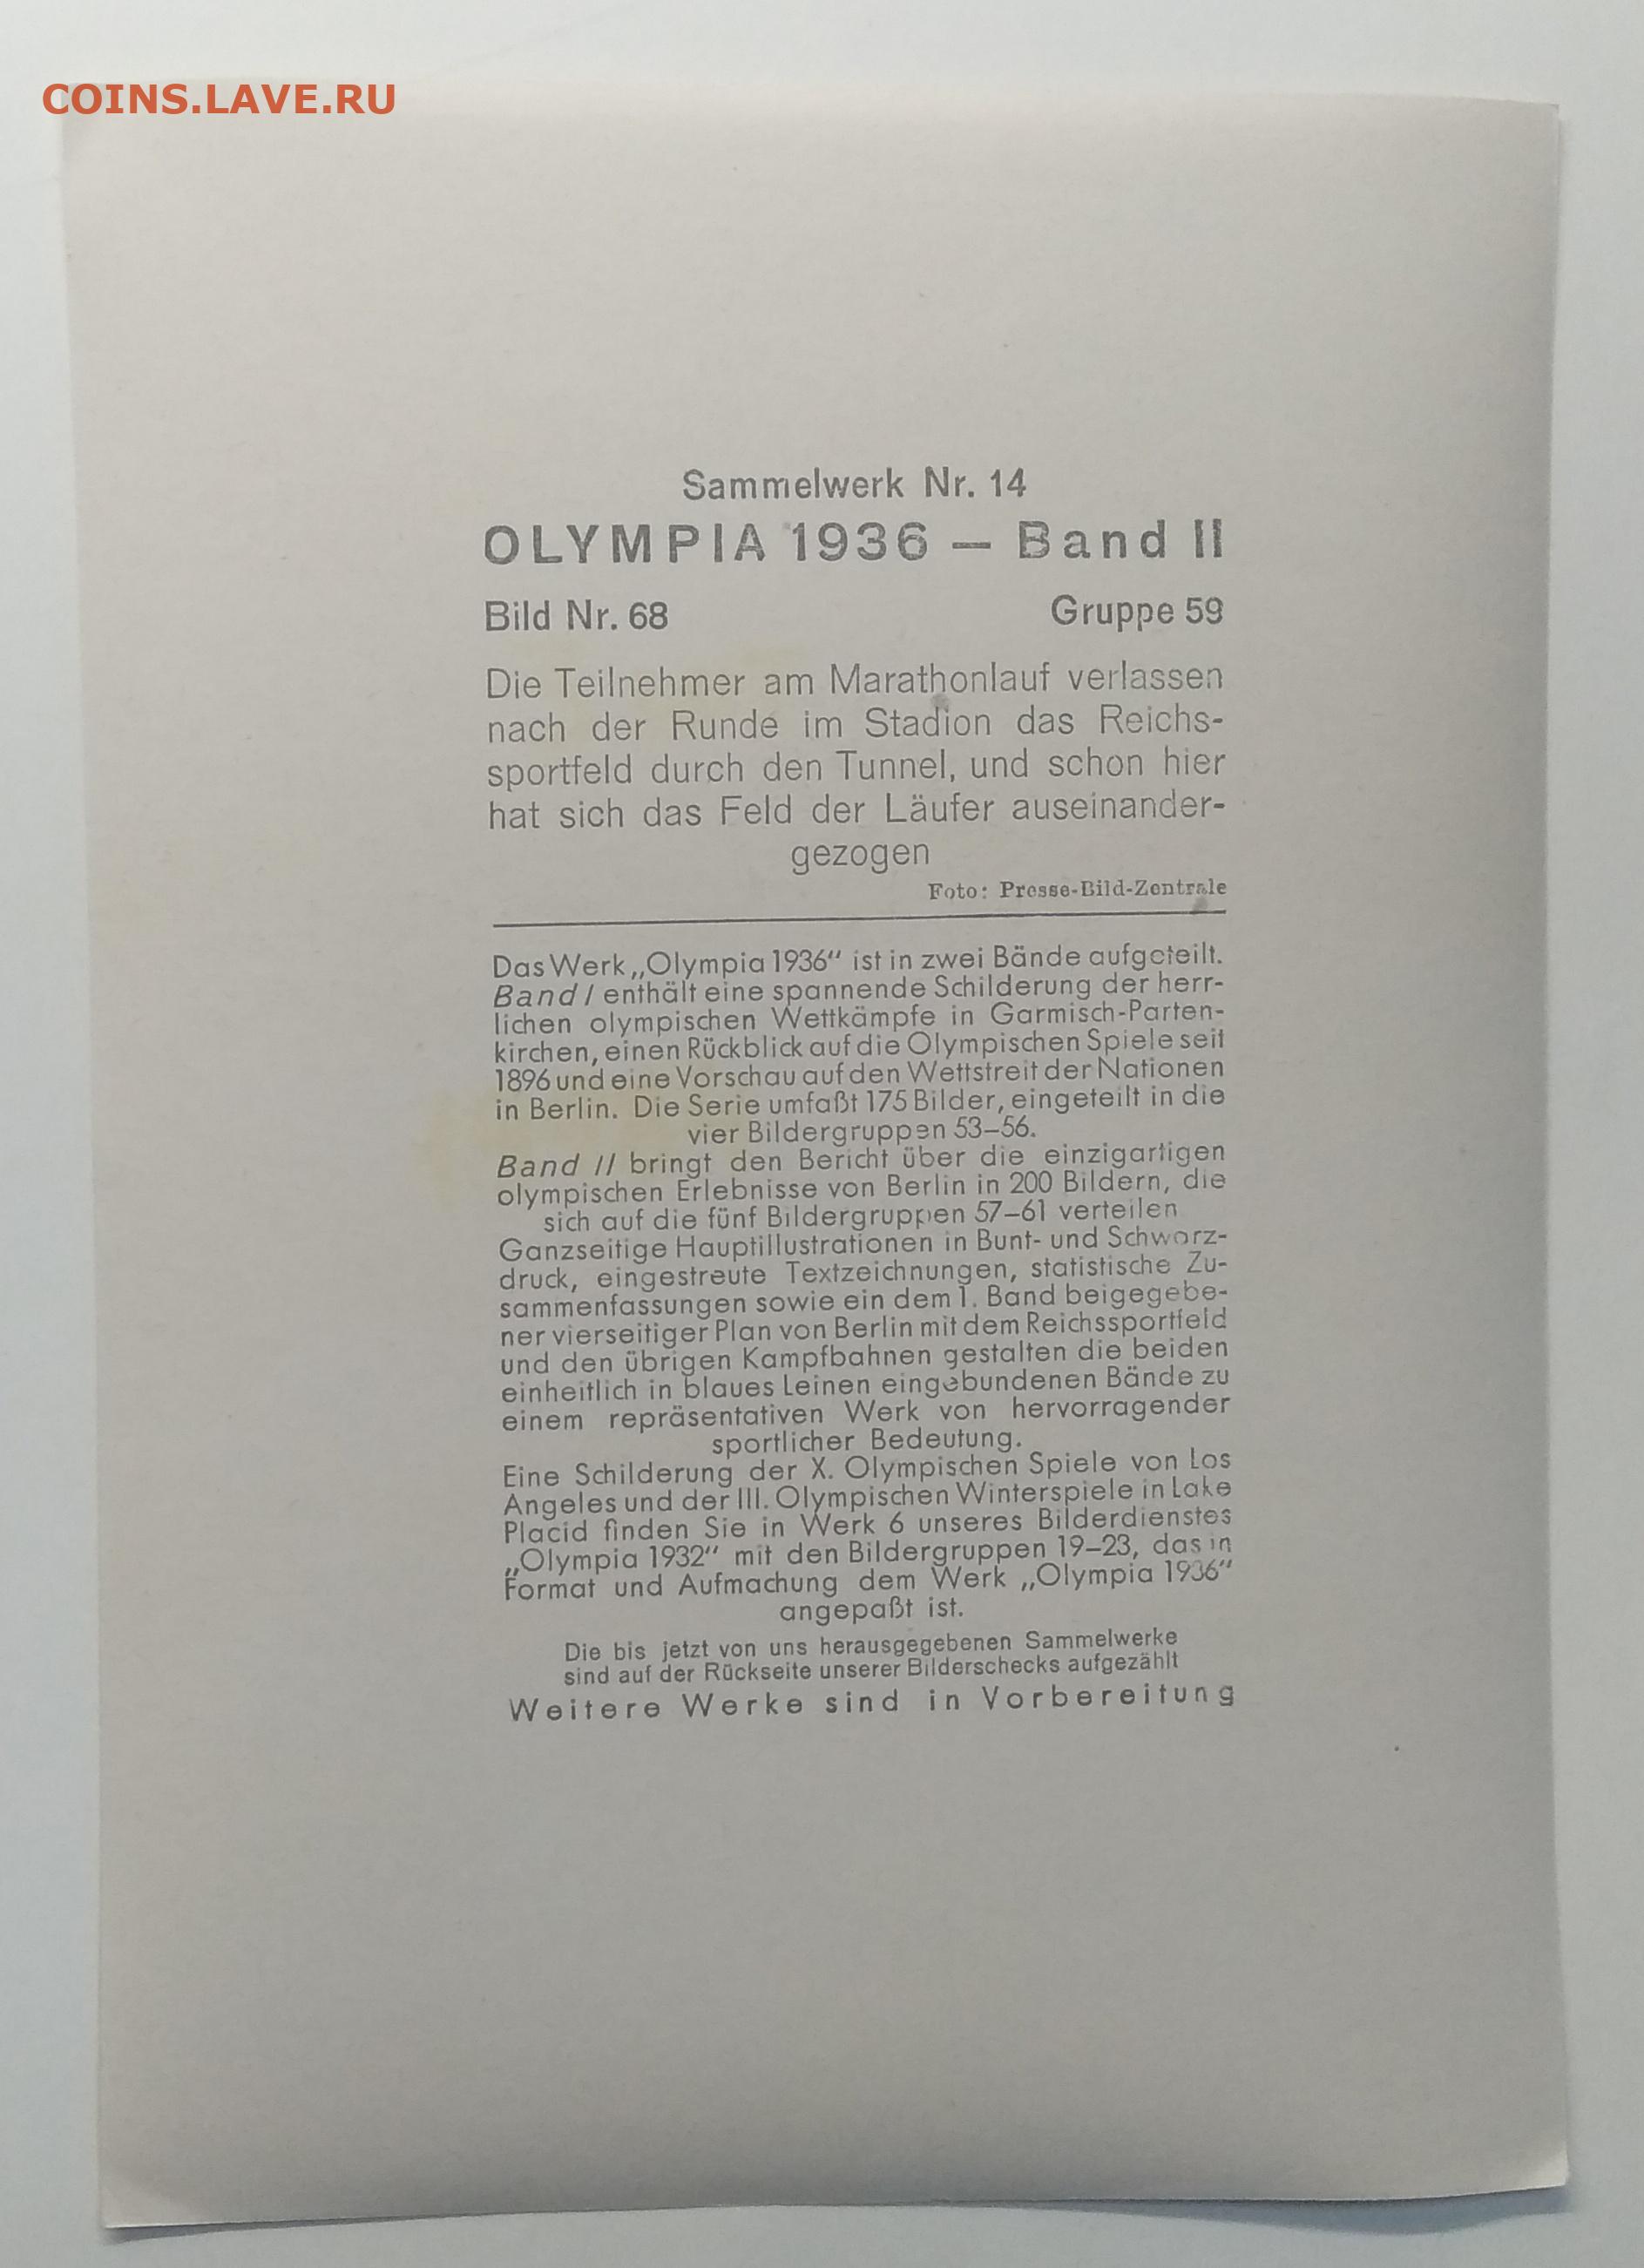 COINS.LAVE.RU
Sammelwerk Nr. 14
OLYMPIA 1936 — Band II
Bild Nr. 68 Gruppe 59
Die Teilnehmer am Marathonlauf verlassen
nach der Runde im Stadion das Reichs-
sportfeld durch den Tunnel, und schon hier
hat sich das Feld der Läufer auseinander-
gezogen
Foto: Presse-Bild-Zentrale
Das Werk „Olympia 1936“ ist in zwei Bände aufgeteilt.
Band I enthält eine spannende Schilderung der herr-
lichen olympischen Wettkämpfe in Garmisch-Parten-
kirchen, einen Rückblick auf die Olympischen Spiele seit
1896 und eine Vorschau auf den Wettstreit der Nationen
in Berlin. Die Serie umfaßt 175 Bilder, eingeteilt in die
vier Bildergruppen 53–56.
Band II bringt den Bericht über die einzigartigen
olympischen Erlebnisse von Berlin in 200 Bildern, die
sich auf die fünf Bildergruppen 57–61 verteilen
Ganzseitige Hauptillustrationen in Bunt- und Schwarz-
druck, eingestreute Textzeichnungen, statistische Zu-
sammenfassungen sowie ein dem 1. Band beigegebe-
ner vierseitiger Plan von Berlin mit dem Reichssportfeld
und den übrigen Kampfbahnen gestalten die beiden
einheitlich in blaues Leinen eingebundenen Bände zu
einem repräsentativen Werk von hervorragender
sportlicher Bedeutung.
Eine Schilderung der X. Olympischen Spiele von Los
Angeles und der III. Olympischen Winterspiele in Lake
Placid finden Sie in Werk 6 unseres Bilderdienstes
„Olympia 1932“ mit den Bildergruppen 19–23, das in
Format und Aufmachung dem Werk „Olympia 1936“
angepaßt ist.
Die bis jetzt von uns herausgegebenen Sammelwerke
sind auf der Rückseite unserer Bilderschecks aufgezählt
Weitere Werke sind in Vorbereitung